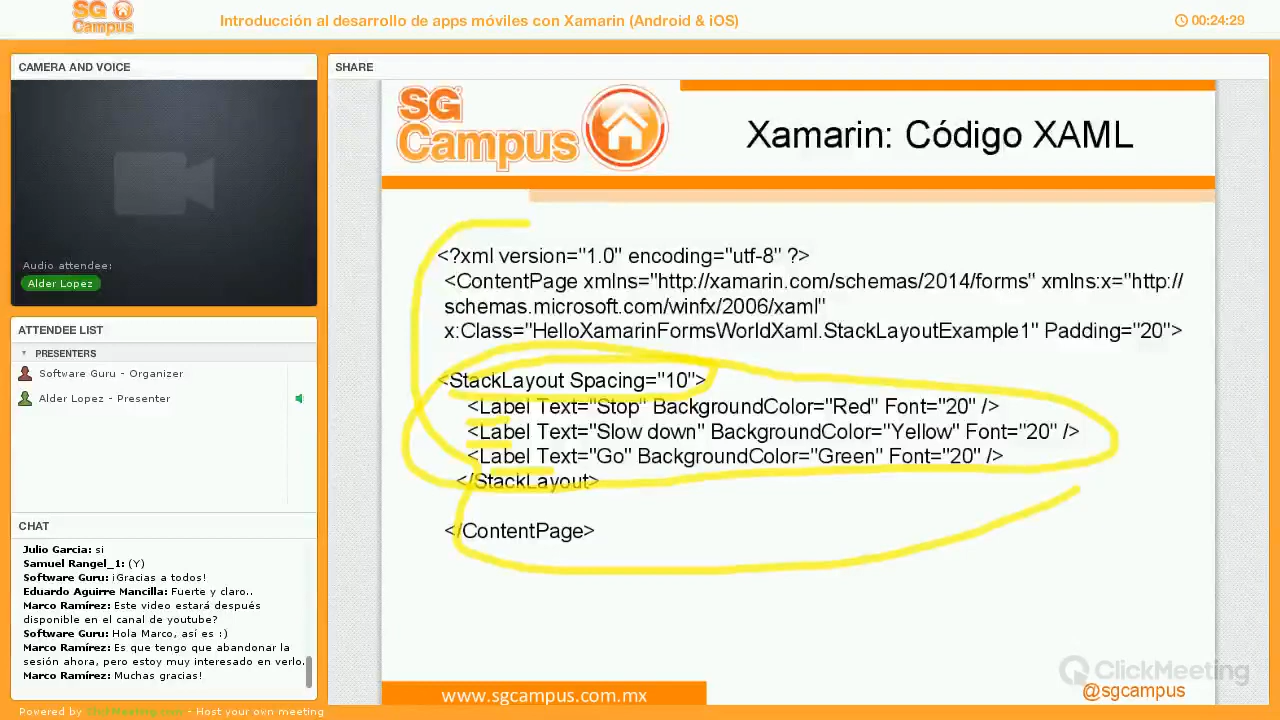 SG Campus
Introducción al desarrollo de apps móviles con Xamarin (Android & iOS)
00:24:29
CAMERA AND VOICE
Audio attendee:
Alder Lopez
ATTENDEE LIST
PRESENTERS
Software Guru - Organizer
Alder Lopez - Presenter
CHAT
Julio Garcia: si
Samuel Rangel_1: (Y)
Software Guru: ¡Gracias a todos!
Eduardo Aguirre Mancilla: Fuerte y claro..
Marco Ramírez: Este video estará después
disponible en el canal de youtube?
Software Guru: Hola Marco, así es :)
Marco Ramírez: Es que tengo que abandonar la
sesión ahora, pero estoy muy interesado en verlo.
Marco Ramírez: Muchas gracias!
Powered by ClickMeeting.com - Host your own meeting
SHARE
SG
Campus
Xamarin: Código XAML
<?xml version="1.0" encoding="utf-8" ?>
<ContentPage xmlns="http://xamarin.com/schemas/2014/forms" xmlns:x="http://
schemas.microsoft.com/winfx/2006/xaml"
x:Class="HelloXamarinFormsWorldXaml.StackLayoutExample1" Padding="20">
<StackLayout Spacing="10">
<Label Text="Stop" BackgroundColor="Red" Font="20" />
<Label Text="Slow down" BackgroundColor="Yellow" Font="20" />
<Label Text="Go" BackgroundColor="Green" Font="20" />
</StackLayout>
</ContentPage>
www.sgcampus.com.mx
ClickMeeting
@sgcampus